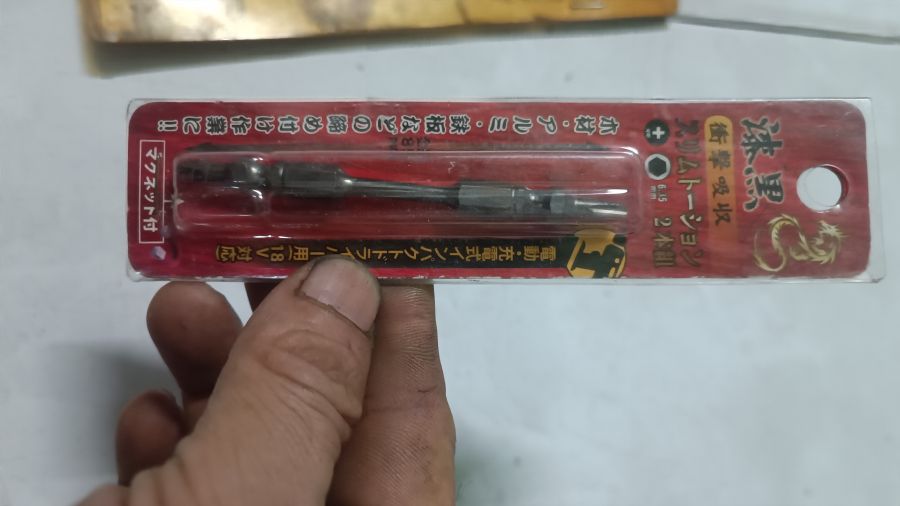 漆黒
衝撃吸収
スリムトーション
2本組
6.35
mm
木材・アルミ・鉄板などの締め付け作業に!!
電動・充電式インパクトドライバー用 18V対応
マグネット付